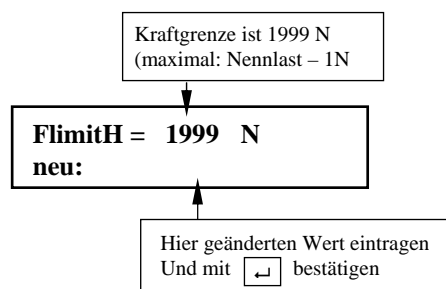 Kraftgrenze ist 1999 N
(maximal: Nennlast – 1N
FlimitH = 1999 N
neu:
Hier geänderten Wert eintragen
Und mit ↵ bestätigen